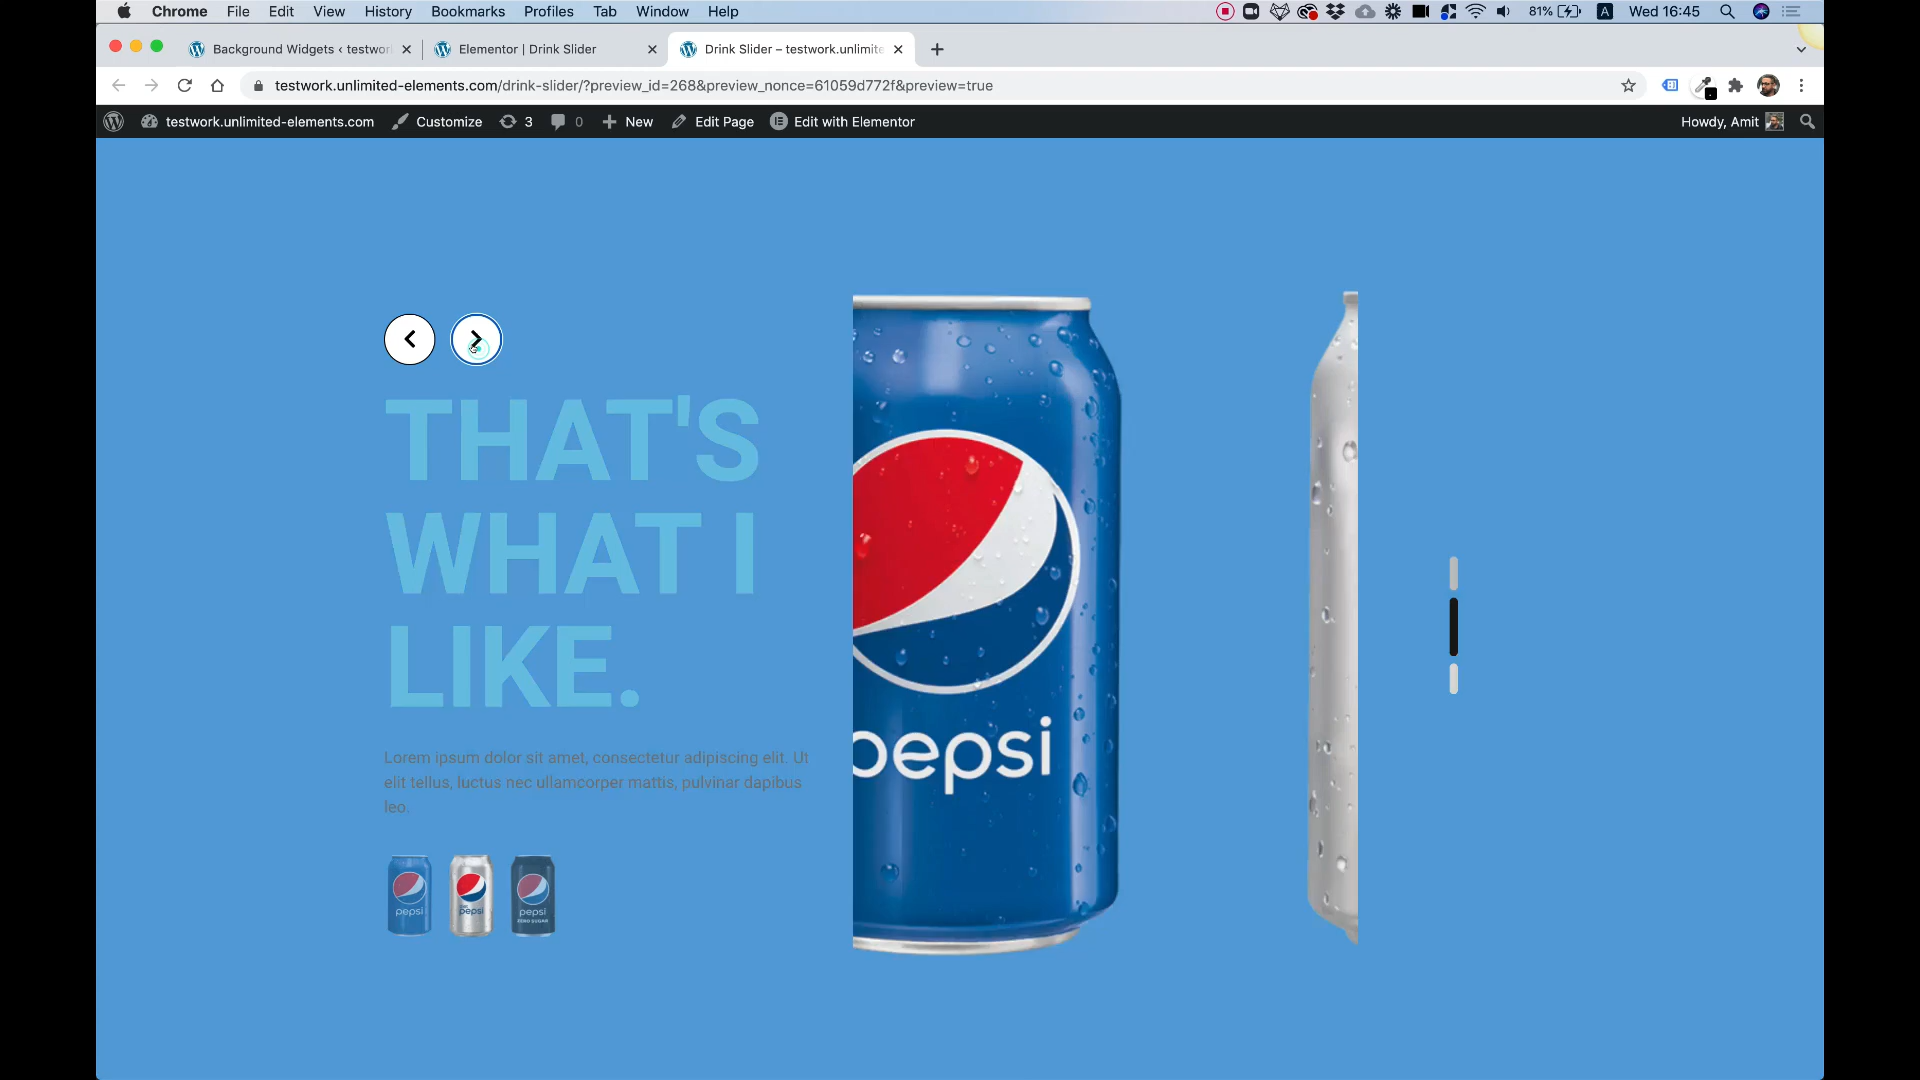 Chrome File Edit View History Bookmarks Profiles Tab Window Help 81% A Wed 16:45
Background Widgets ‹ testwor Elementor | Drink Slider Drink Slider – testwork.unlimite
testwork.unlimited-elements.com/drink-slider/?preview_id=268&preview_nonce=61059d772f&preview=true
testwork.unlimited-elements.com Customize 3 0 New Edit Page Edit with Elementor Howdy, Amit
THAT'S
WHAT I
LIKE.
Lorem ipsum dolor sit amet, consectetur adipiscing elit. Ut
elit tellus, luctus nec ullamcorper mattis, pulvinar dapibus
leo.
pepsi
pepsi pepsi pepsi
ZERO SUGAR